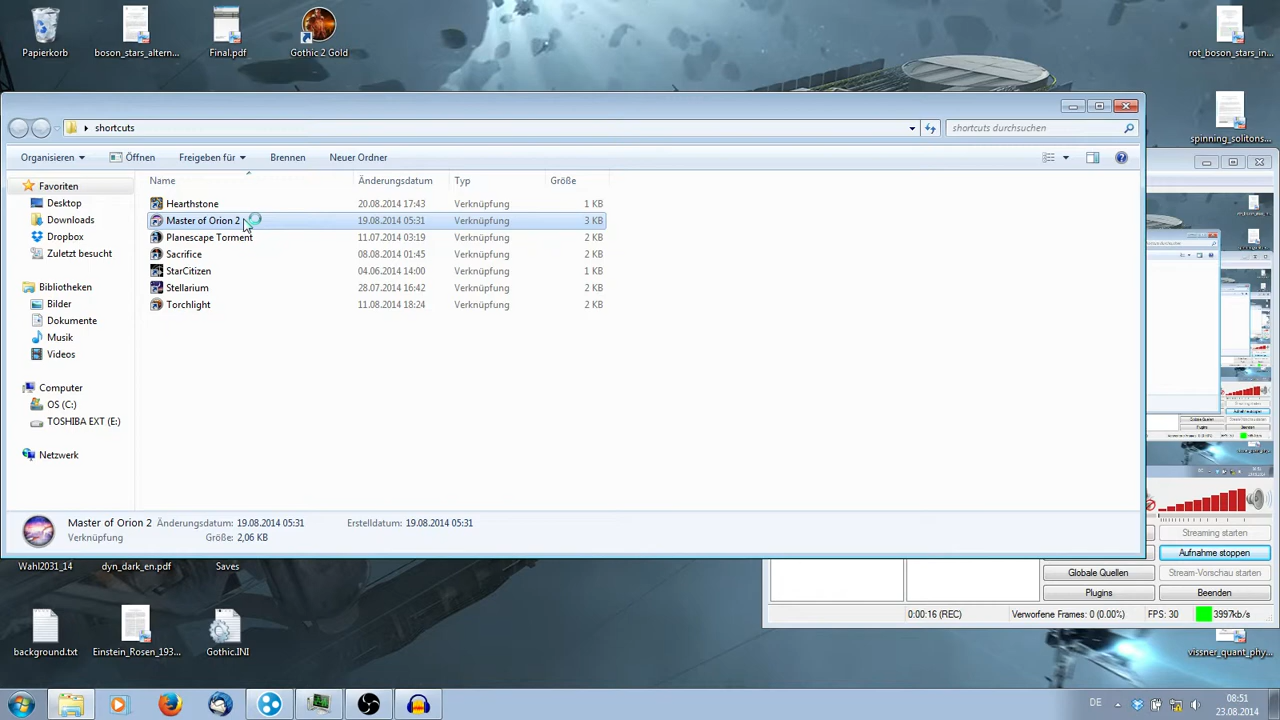 Papierkorb
boson_stars_altern...
Final.pdf
Gothic 2 Gold
rot_boson_stars_in...
shortcuts
shortcuts durchsuchen
spinning_solitons...
Organisieren
Öffnen
Freigeben für
Brennen
Neuer Ordner
Favoriten
Desktop
Downloads
Dropbox
Zuletzt besucht
Bibliotheken
Bilder
Dokumente
Musik
Videos
Computer
OS (C:)
TOSHIBA EXT (E:)
Netzwerk
Name Änderungsdatum Typ Größe
Hearthstone 20.08.2014 17:43 Verknüpfung 1 KB
Master of Orion 2 19.08.2014 05:31 Verknüpfung 3 KB
Planescape Torment 11.07.2014 03:19 Verknüpfung 2 KB
Sacrifice 08.08.2014 01:45 Verknüpfung 2 KB
StarCitizen 04.06.2014 14:00 Verknüpfung 1 KB
Stellarium 28.07.2014 16:42 Verknüpfung 2 KB
Torchlight 11.08.2014 18:24 Verknüpfung 2 KB
Master of Orion 2 Änderungsdatum: 19.08.2014 05:31 Erstelldatum: 19.08.2014 05:31
Verknüpfung Größe: 2,06 KB
Streaming starten
Aufnahme stoppen
Globale Quellen
Stream-Vorschau starten
Plugins
Beenden
0:00:16 (REC) Verworfene Frames: 0 (0.00%) FPS: 30 3997kb/s
Wahl2031_14
dyn_dark_en.pdf
Saves
background.txt
Einstein_Rosen_193...
Gothic.INI
vissner_quant_phy...
DE
08:51
23.08.2014